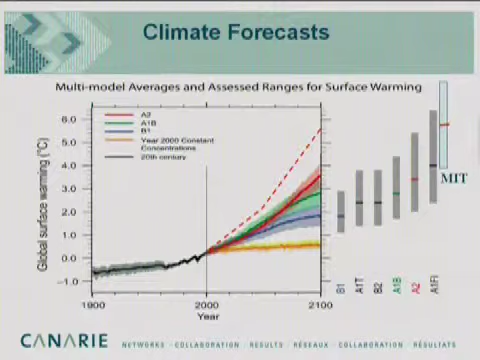 Climate Forecasts
Multi-model Averages and Assessed Ranges for Surface Warming
A2
A1B
B1
Year 2000 Constant
Concentrations
20th century
Global surface warming (°C)
6.0
5.0
4.0
3.0
2.0
1.0
0.0
−1.0
1900
2000
2100
Year
MIT
B1
A1T
B2
A1B
A2
A1FI
CANARIE
NETWORKS · COLLABORATION · RESULTS · RÉSEAUX · COLLABORATION · RÉSULTATS